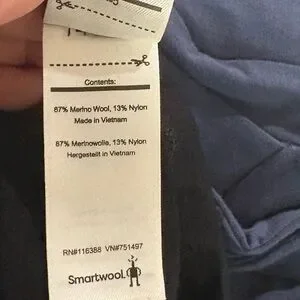 Contents:
87% Merino Wool, 13% Nylon
Made in Vietnam
87% Merinowolle, 13% Nylon
Hergestellt in Vietnam
RN#116388 VN#751497
Smartwool